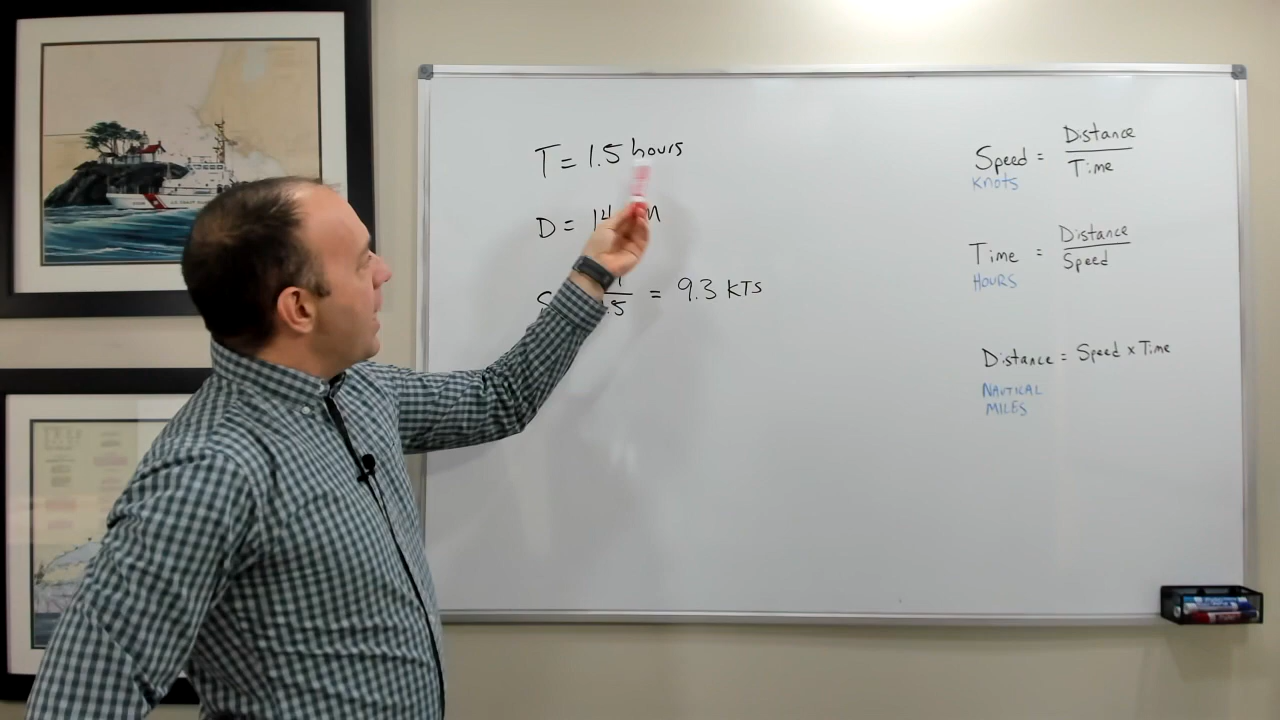 T = 1.5 hours
D = 14
= 9.3 KTS
Speed = Distance / Time
KNOTS
Time = Distance / Speed
HOURS
Distance = Speed x Time
NAUTICAL
MILES